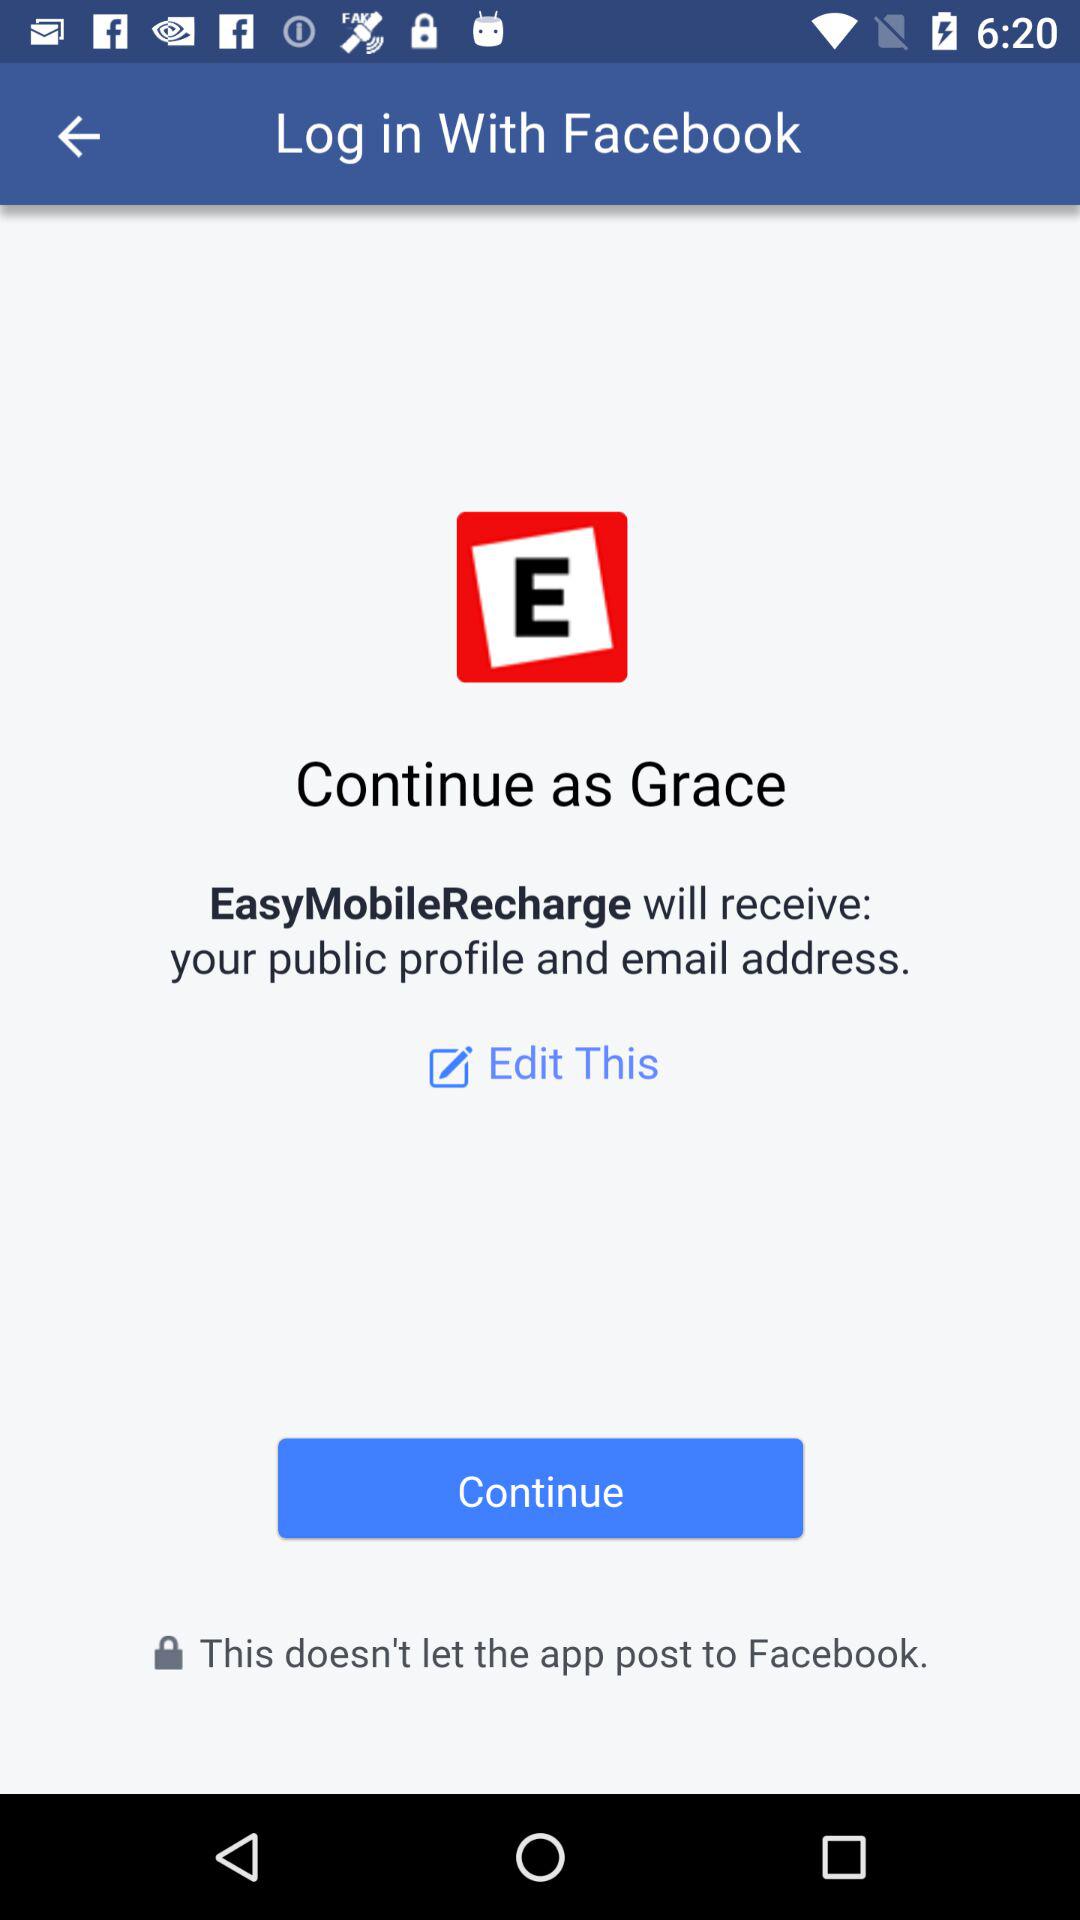 FAKE
6:20
Log in With Facebook
E
Continue as Grace
EasyMobileRecharge will receive:
your public profile and email address.
Edit This
Continue
This doesn't let the app post to Facebook.